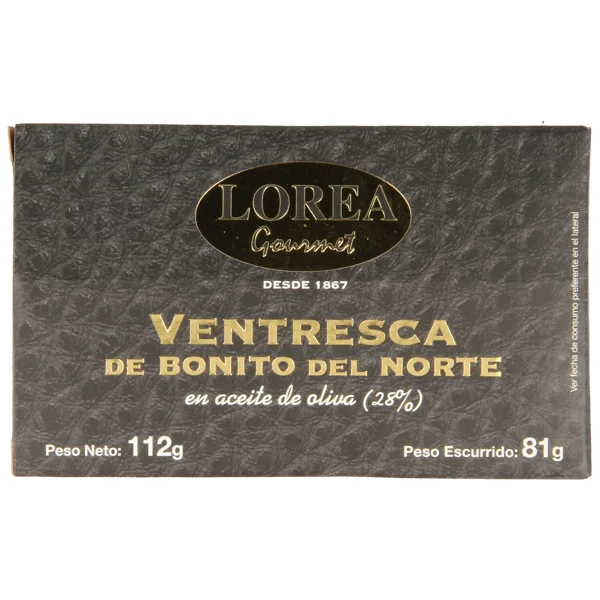 LOREA
Gourmet
DESDE 1867
VENTRESCA
DE BONITO DEL NORTE
en aceite de oliva (28%)
Peso Neto: 112g
Peso Escurrido: 81g
Ver fecha de consumo preferente en el lateral